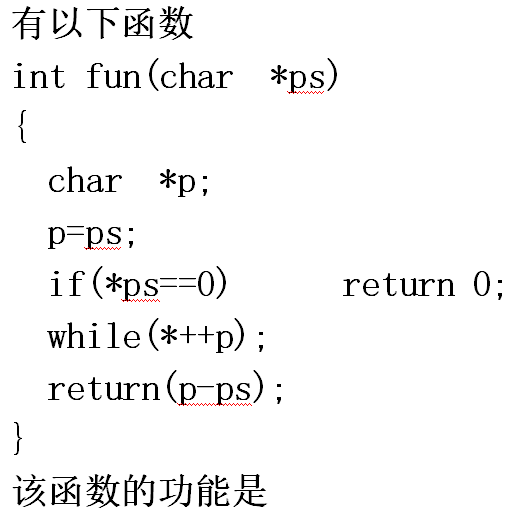 有以下函数
int fun(char  *ps)
{
  char  *p;
  p=ps;
  if(*ps==0)      return 0;
  while(*++p);
  return(p-ps);
}
该函数的功能是